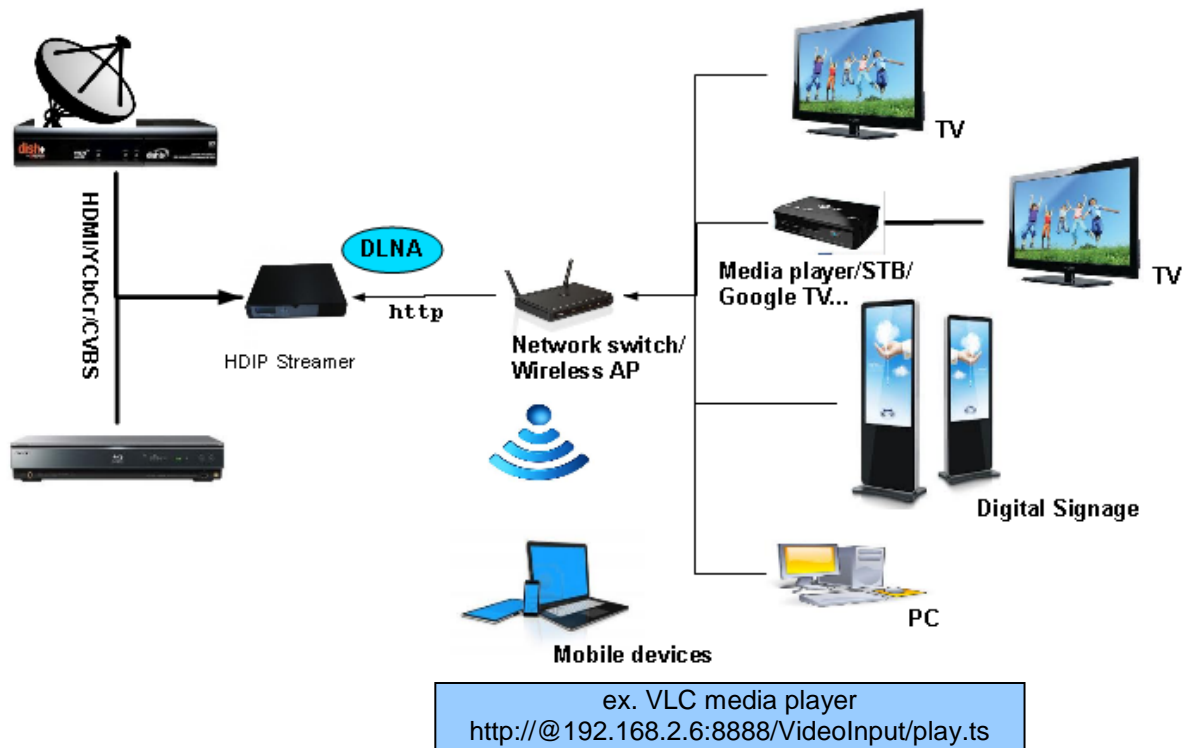 TV
dish
HDMI/YCbCr/CVBS
DLNA
http
HDIP Streamer
Network switch/
Wireless AP
Media player/STB/
Google TV...
TV
Digital Signage
PC
Mobile devices
ex. VLC media player
http://@192.168.2.6:8888/VideoInput/play.ts